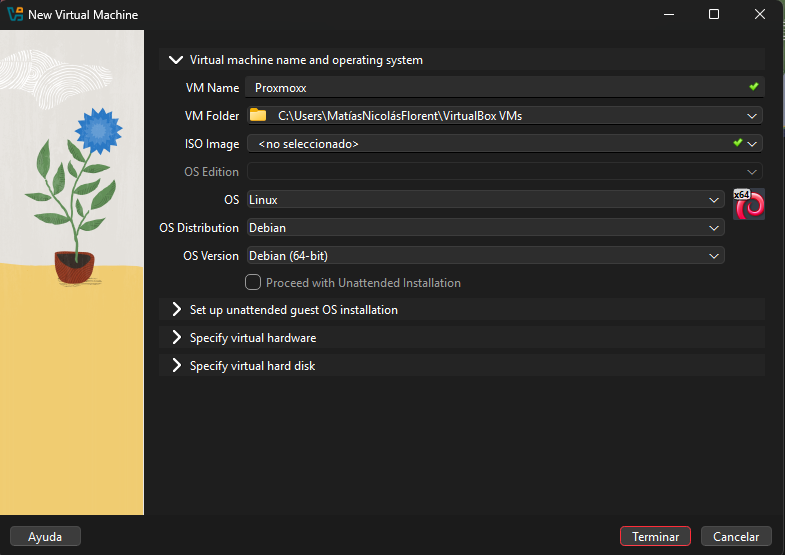 New Virtual Machine
Virtual machine name and operating system
VM Name Proxmoxx
VM Folder C:\Users\MatíasNicolásFlorent\VirtualBox VMs
ISO Image <no seleccionado>
OS Edition
OS Linux
x64
OS Distribution Debian
OS Version Debian (64-bit)
Proceed with Unattended Installation
Set up unattended guest OS installation
Specify virtual hardware
Specify virtual hard disk
Ayuda Terminar Cancelar